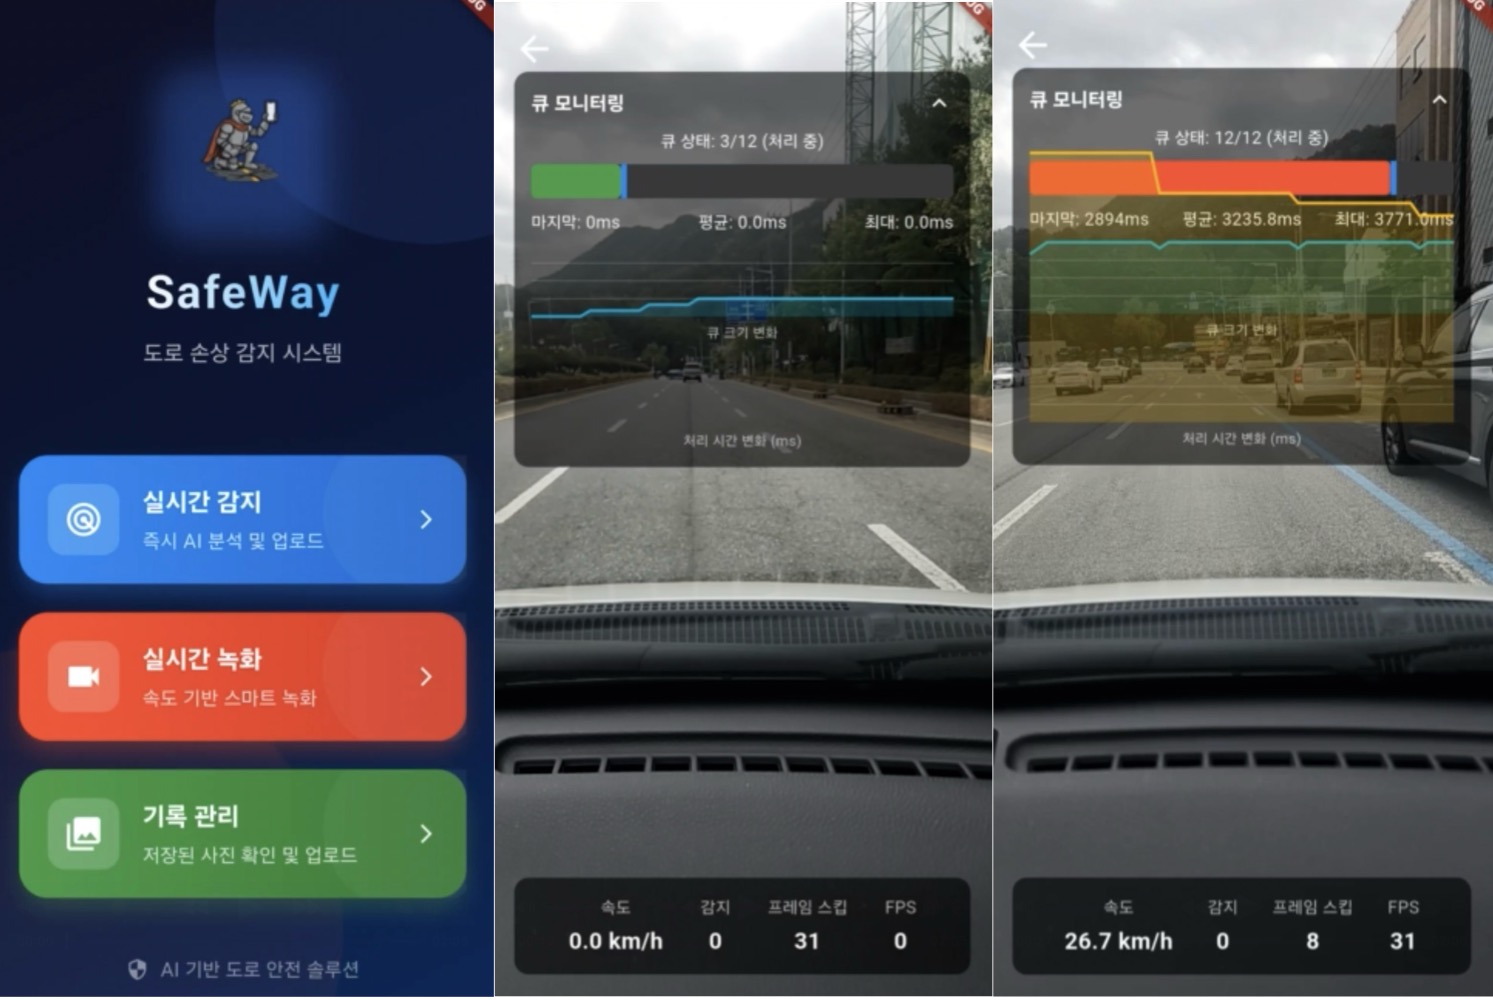 SafeWay
도로 손상 감지 시스템
실시간 감지
즉시 AI 분석 및 업로드
실시간 녹화
속도 기반 스마트 녹화
기록 관리
저장된 사진 확인 및 업로드
AI 기반 도로 안전 솔루션
큐 모니터링
큐 상태: 3/12 (처리 중)
마지막: 0ms 평균: 0.0ms 최대: 0.0ms
큐 크기 변화
처리 시간 변화 (ms)
속도 감지 프레임 스킵 FPS
0.0 km/h 0 31 0
큐 모니터링
큐 상태: 12/12 (처리 중)
마지막: 2894ms 평균: 3235.8ms 최대: 3771.0ms
큐 크기 변화
처리 시간 변화 (ms)
속도 감지 프레임 스킵 FPS
26.7 km/h 0 8 31